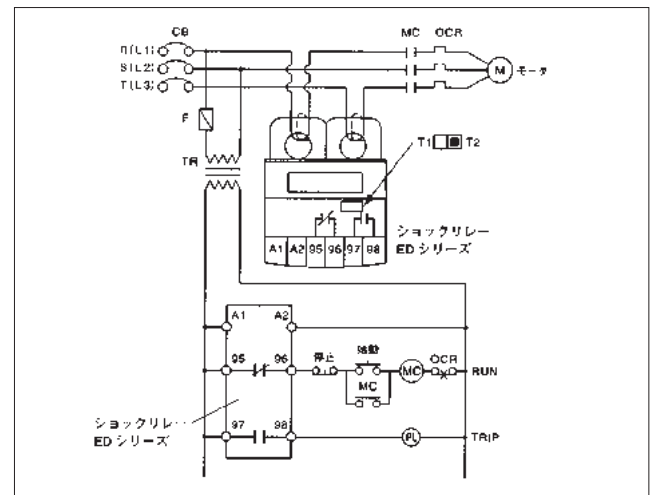 CB
MC OCR
R(L1)
S(L2)
T(L3)
M モータ
F
TR
T1 T2
ショックリレー
EDシリーズ
A1 A2 95 96 97 98
A1 A2
95 96 停止 始動 MC OCR RUN
MC
ショックリレー
EDシリーズ
97 98 PL TRIP